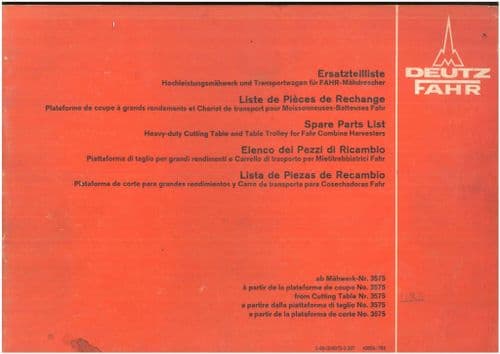 DEUTZ
FAHR
Ersatzteilliste
Hochleistungsmähwerk und Transportwagen für FAHR-Mähdrescher
Liste de Pièces de Rechange
Plateforme de coupe à grands rendements et Chariot de transport pour Moissonneuses-Batteuses Fahr
Spare Parts List
Heavy-duty Cutting Table and Table Trolley for Fahr Combine Harvesters
Elenco dei Pezzi di Ricambio
Piattaforma di taglio per grandi rendimenti e Carrello di trasporto per Mietitrebbiatrici Fahr
Lista de Piezas de Recambio
Plataforma de corte para grandes rendimientos y Carro de transporte para Cosechadoras Fahr
ab Mähwerk-Nr. 3575
à partir de la plateforme de coupe No. 3575
from Cutting Table Nr. 3575
a partire dalla piattaforma di taglio No. 3575
a partir de la plataforma de corte No. 3575